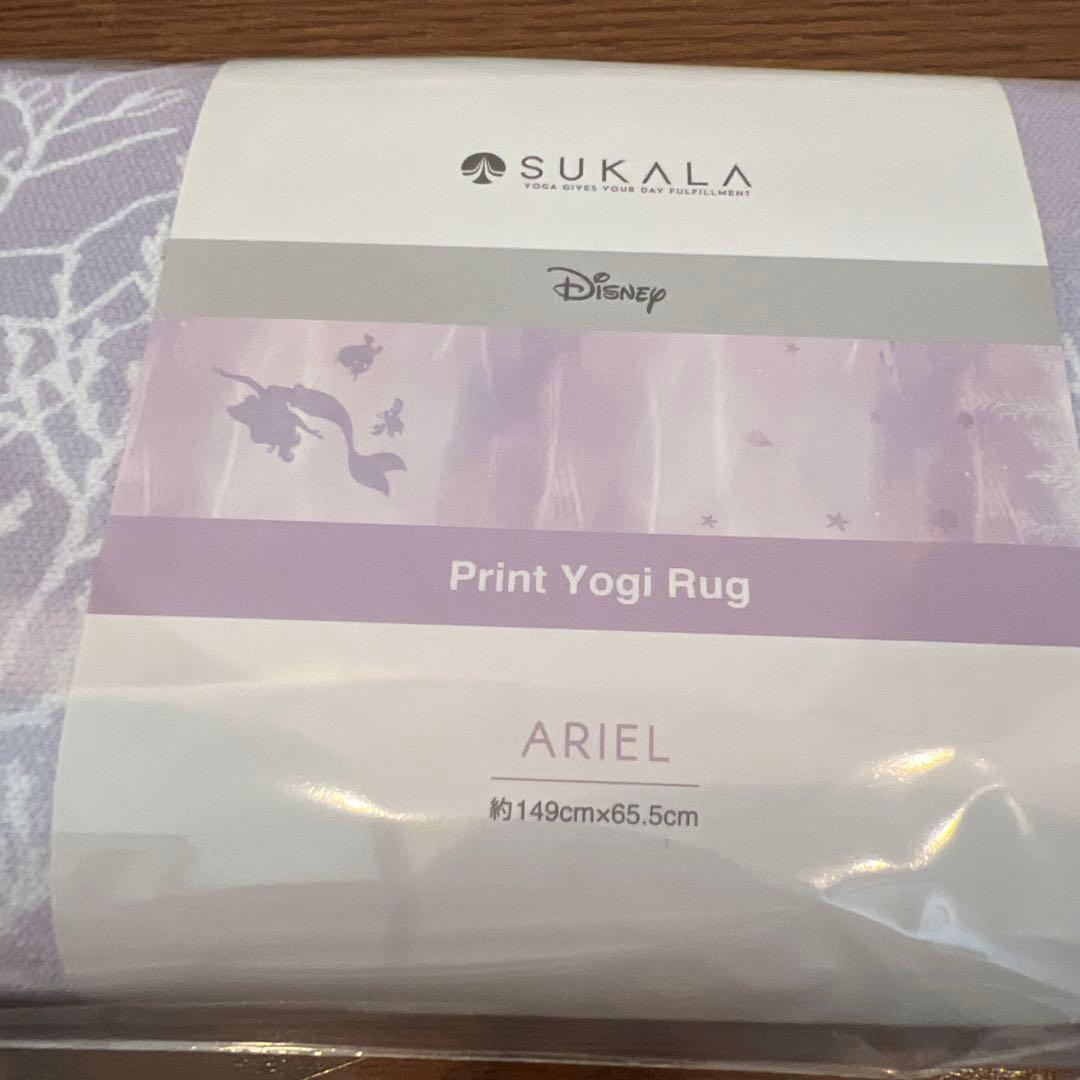 SUKALA
YOGA GIVES YOUR DAY FULFILLMENT
Disney
Print Yogi Rug
ARIEL
約149cm×65.5cm